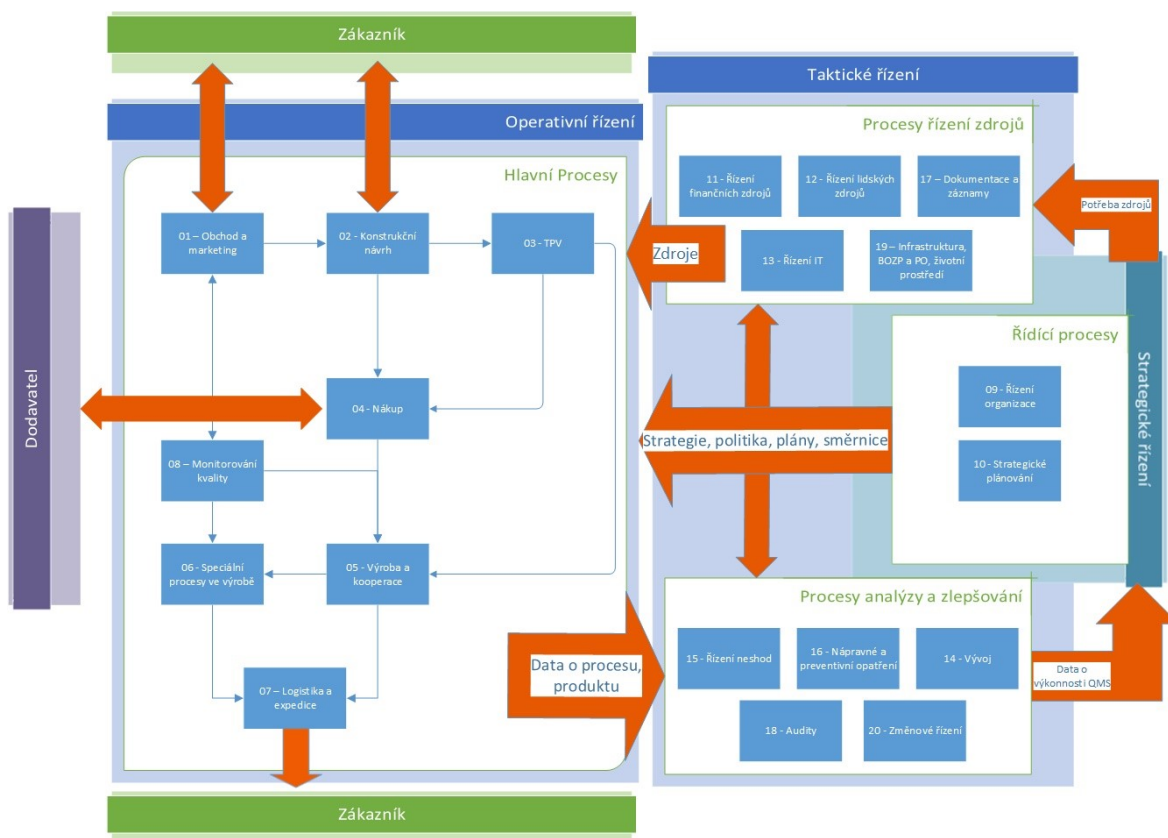 Zákazník
Taktické řízení
Operativní řízení
Procesy řízení zdrojů
Hlavní Procesy
11 - Řízení
finančních zdrojů
12 - Řízení lidských
zdrojů
17 – Dokumentace a
záznamy
Potřeba zdrojů
01 – Obchod a
marketing
02 - Konstrukční
návrh
03 - TPV
Zdroje
13 - Řízení IT
19 – Infrastruktura,
BOZP a PO, životní
prostředí
Řídící procesy
Dodavatel
Strategické řízení
09 - Řízení
organizace
04 - Nákup
Strategie, politika, plány, směrnice
08 – Monitorování
kvality
10 - Strategické
plánování
06 - Speciální
procesy ve výrobě
05 - Výroba a
kooperace
Procesy analýzy a zlepšování
15 - Řízení neshod
16 - Nápravné a
preventivní opatření
14 - Vývoj
Data o procesu,
produktu
Data o
výkonnosti QMS
07 – Logistika a
expedice
18 - Audity
20 - Změnové řízení
Zákazník